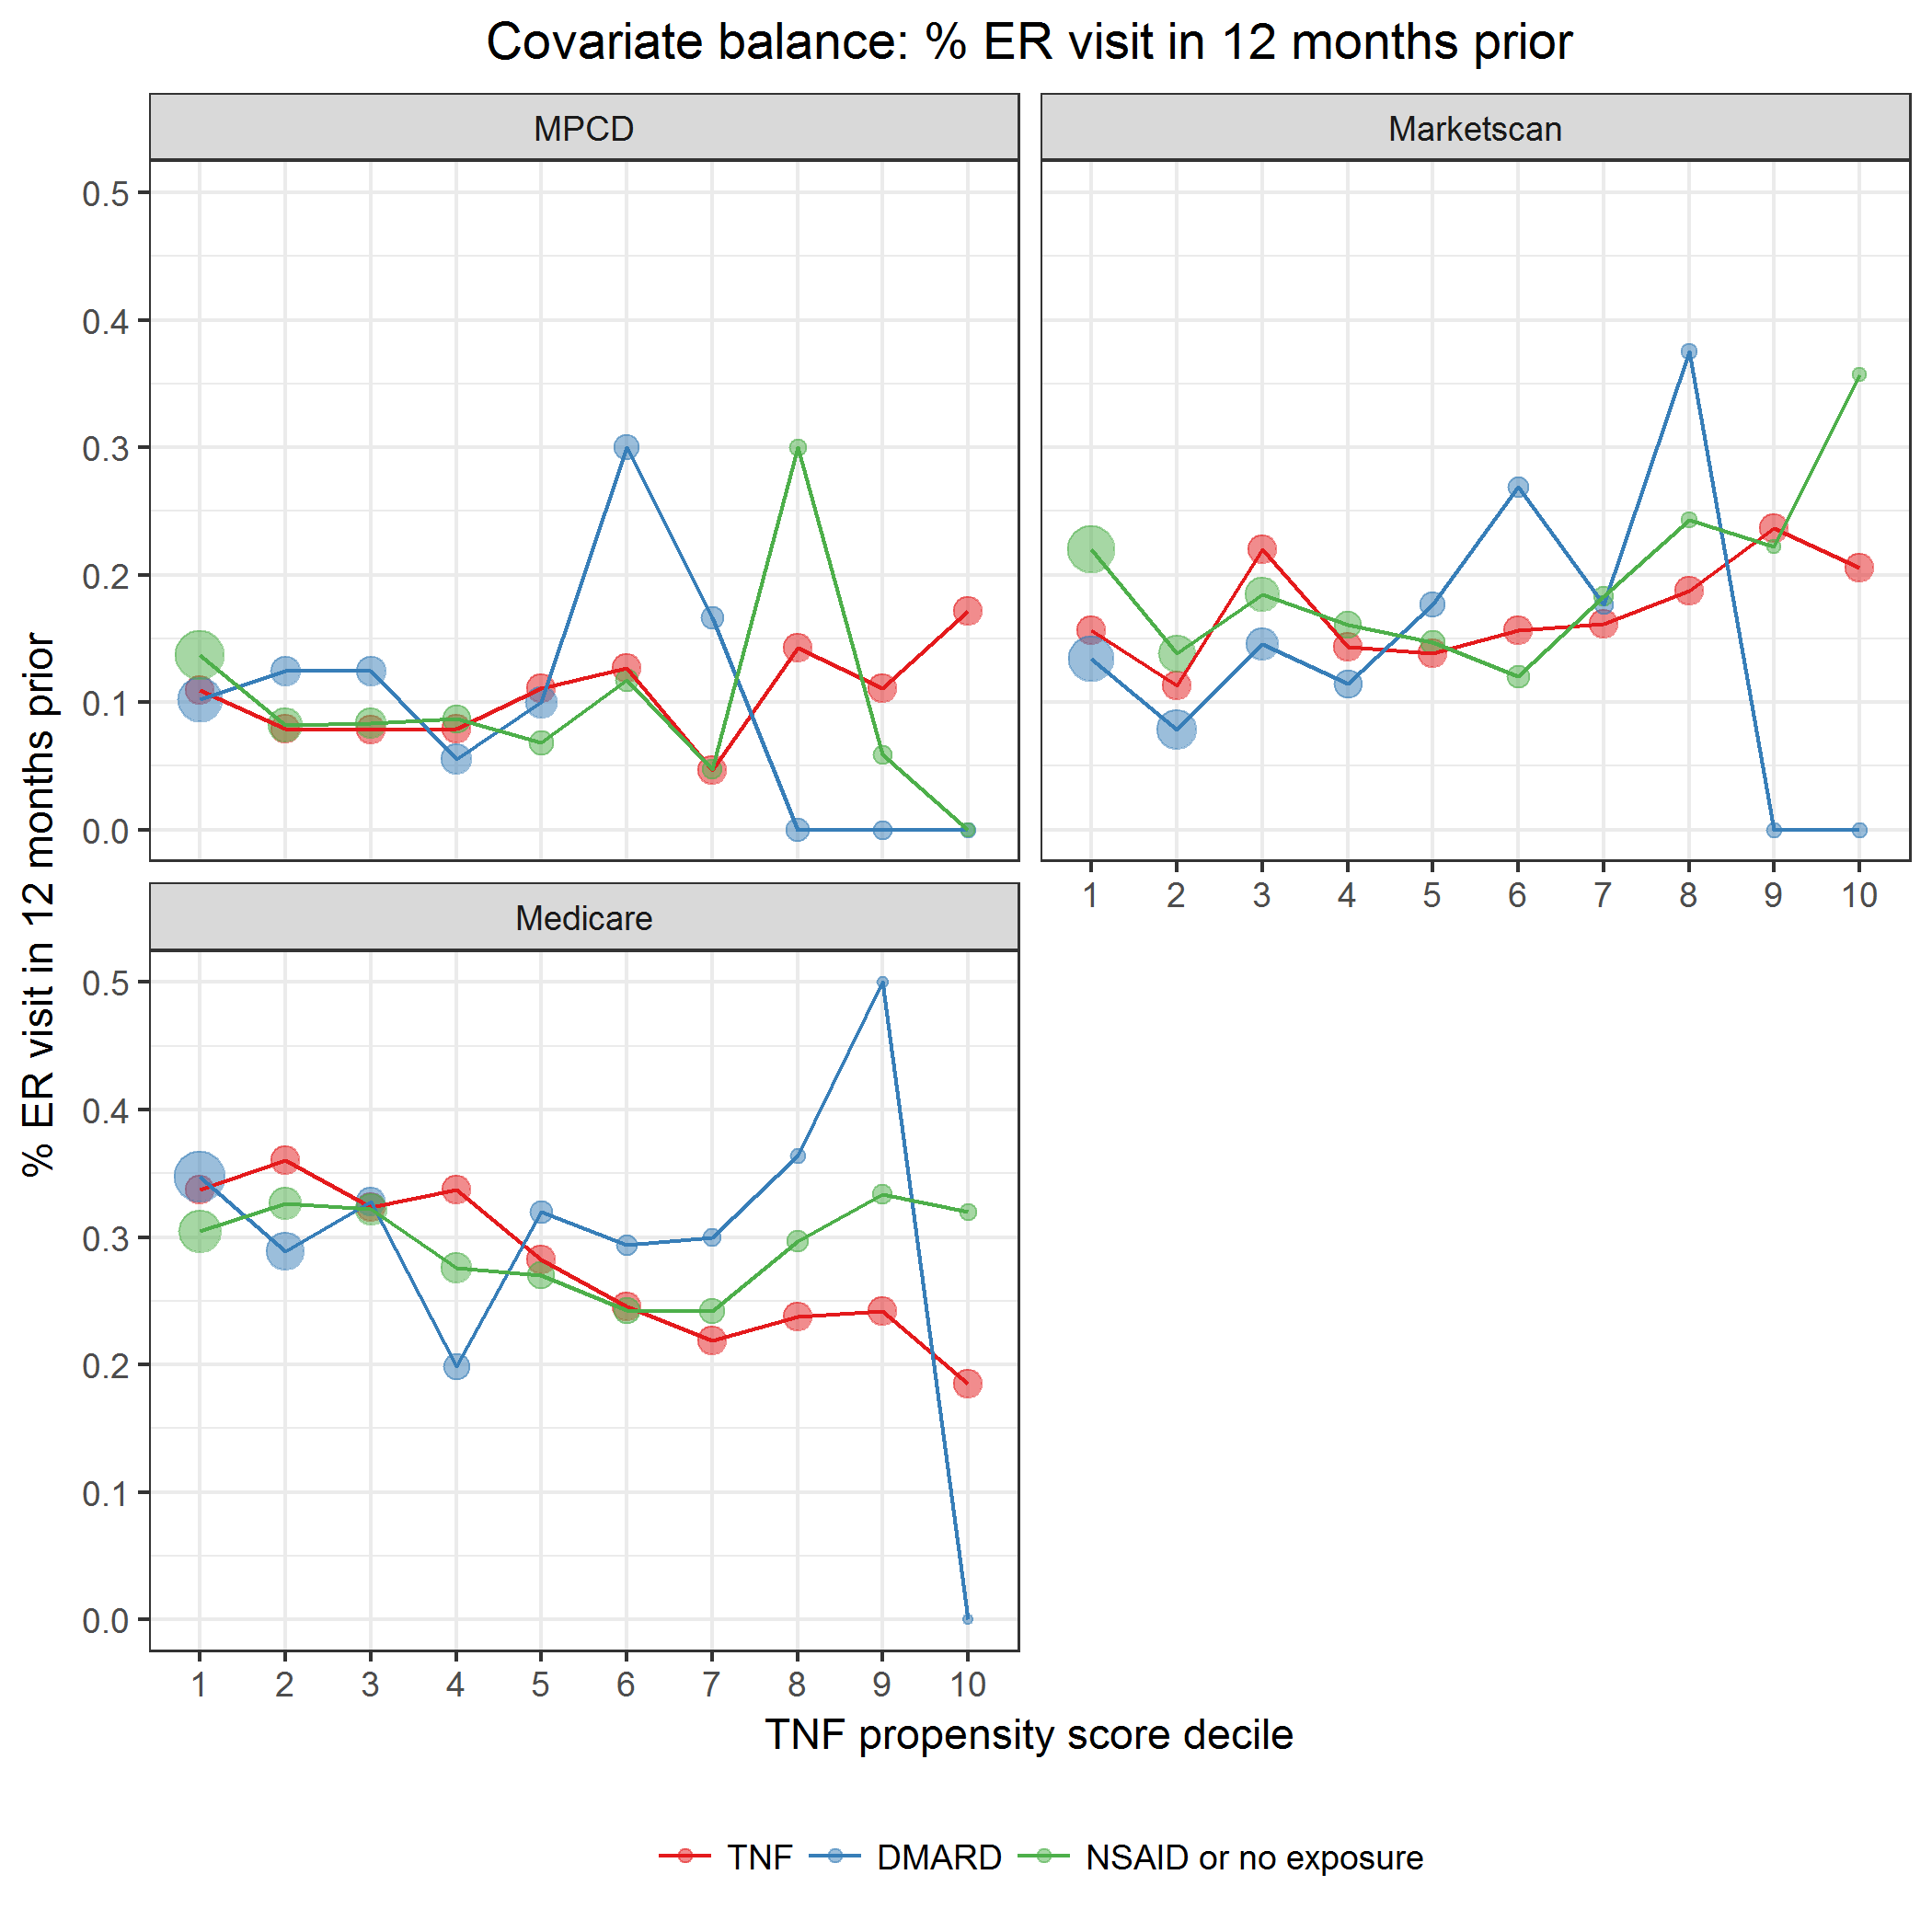 Covariate balance: % ER visit in 12 months prior
MPCD
Marketscan
0.5
0.4
0.3
0.2
0.1
0.0
1 2 3 4 5 6 7 8 9 10
Medicare
0.5
0.4
0.3
0.2
0.1
0.0
1 2 3 4 5 6 7 8 9 10
% ER visit in 12 months prior
TNF propensity score decile
TNF DMARD NSAID or no exposure